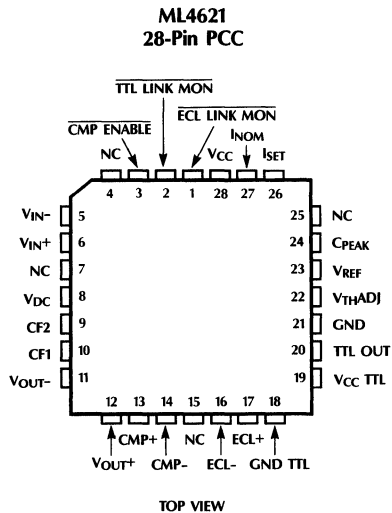 ML4621
28-Pin PCC
TTL LINK MON
ECL LINK MON
CMP ENABLE
INOM
NC
VCC
ISET
4 3 2 1 28 27 26
VIN- 5
25 NC
VIN+ 6
24 CPEAK
NC 7
23 VREF
VDC 8
22 VTHADJ
CF2 9
21 GND
CF1 10
20 TTL OUT
VOUT- 11
19 VCC TTL
12 13 14 15 16 17 18
CMP+ NC ECL+
VOUT+ CMP- ECL- GND TTL
TOP VIEW